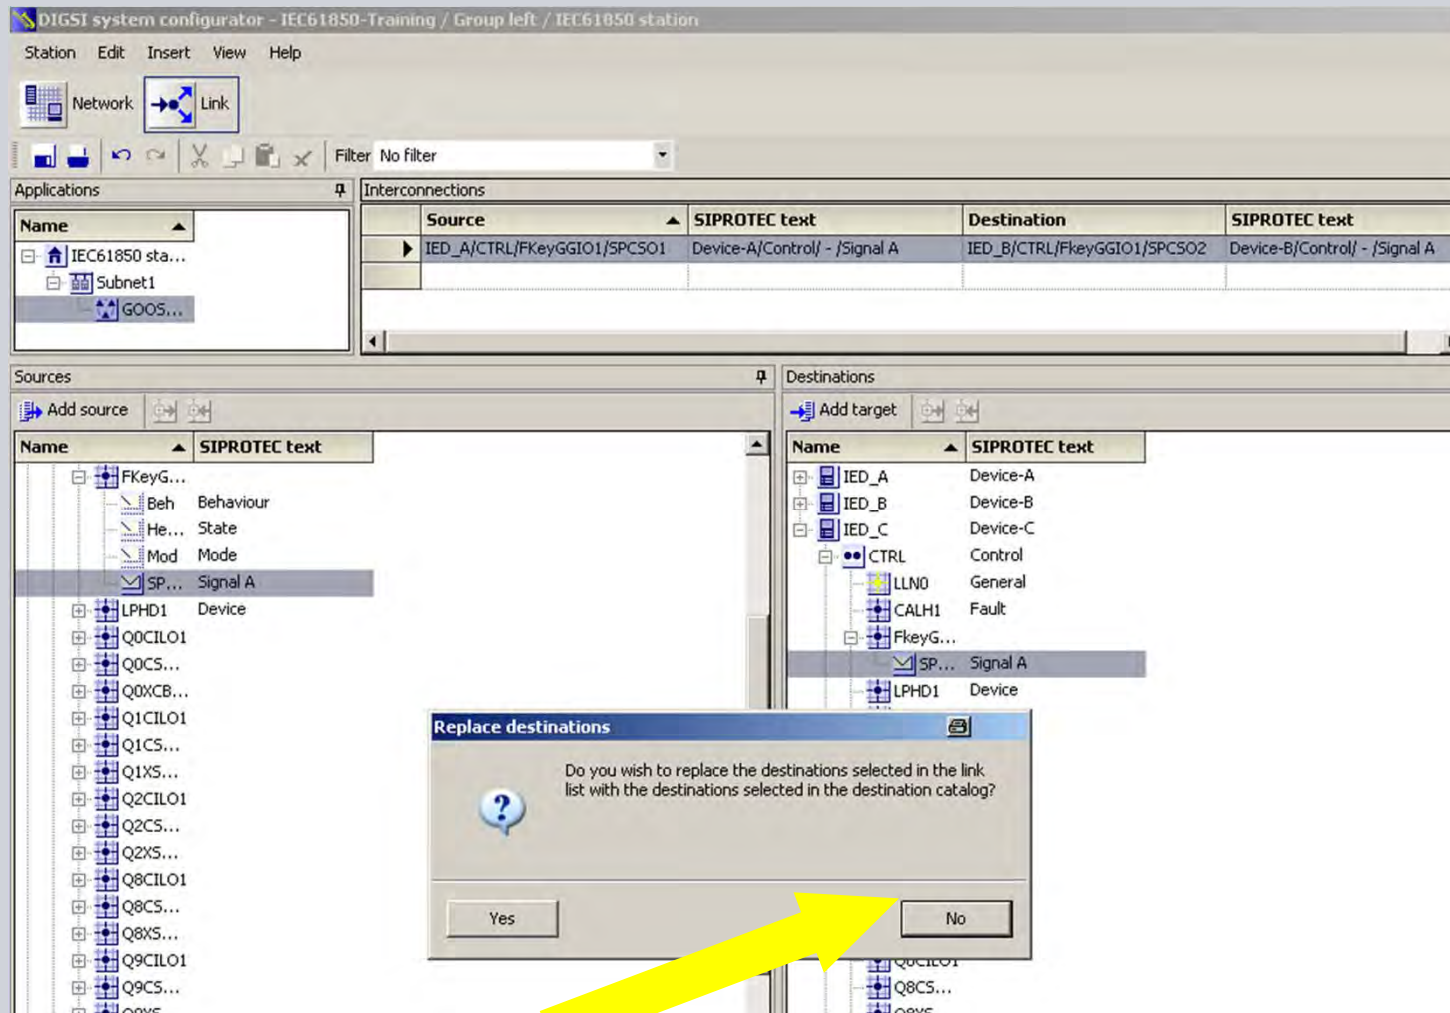 DIGSI system configurator - IEC61850-Training / Group left / IEC61850 station
Station Edit Insert View Help
Network Link
Filter No filter
Applications
Interconnections
Name
Source SIPROTEC text Destination SIPROTEC text
IEC61850 sta...
IED_A/CTRL/FKeyGGIO1/SPCSO1 Device-A/Control/ - /Signal A IED_B/CTRL/FkeyGGIO1/SPCSO2 Device-B/Control/ - /Signal A
Subnet1
GOOS...
Sources
Destinations
Add source
Add target
Name SIPROTEC text
Name SIPROTEC text
FKeyG...
Beh Behaviour
He... State
Mod Mode
SP... Signal A
LPHD1 Device
Q0CILO1
Q0CS...
Q0XCB...
Q1CILO1
Q1CS...
Q1XS...
Q2CILO1
Q2CS...
Q2XS...
Q8CILO1
Q8CS...
Q8XS...
Q9CILO1
Q9CS...
IED_A Device-A
IED_B Device-B
IED_C Device-C
CTRL Control
LLN0 General
CALH1 Fault
FkeyG...
SP... Signal A
LPHD1 Device
Q8CS...
Replace destinations
Do you wish to replace the destinations selected in the link
list with the destinations selected in the destination catalog?
Yes No